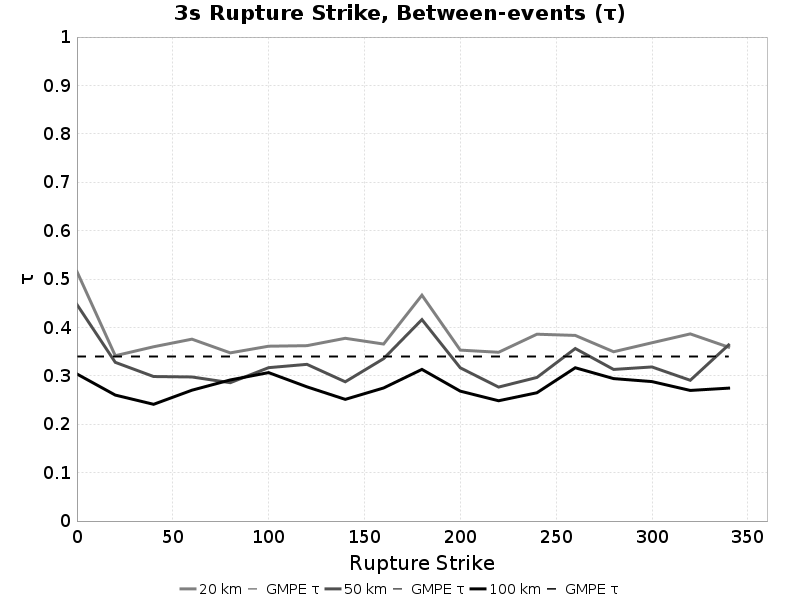 3s Rupture Strike, Between-events (τ)
1
0.9
0.8
0.7
0.6
0.5
0.4
0.3
0.2
0.1
0
τ
0 50 100 150 200 250 300 350
Rupture Strike
20 km GMPE τ 50 km GMPE τ 100 km GMPE τ